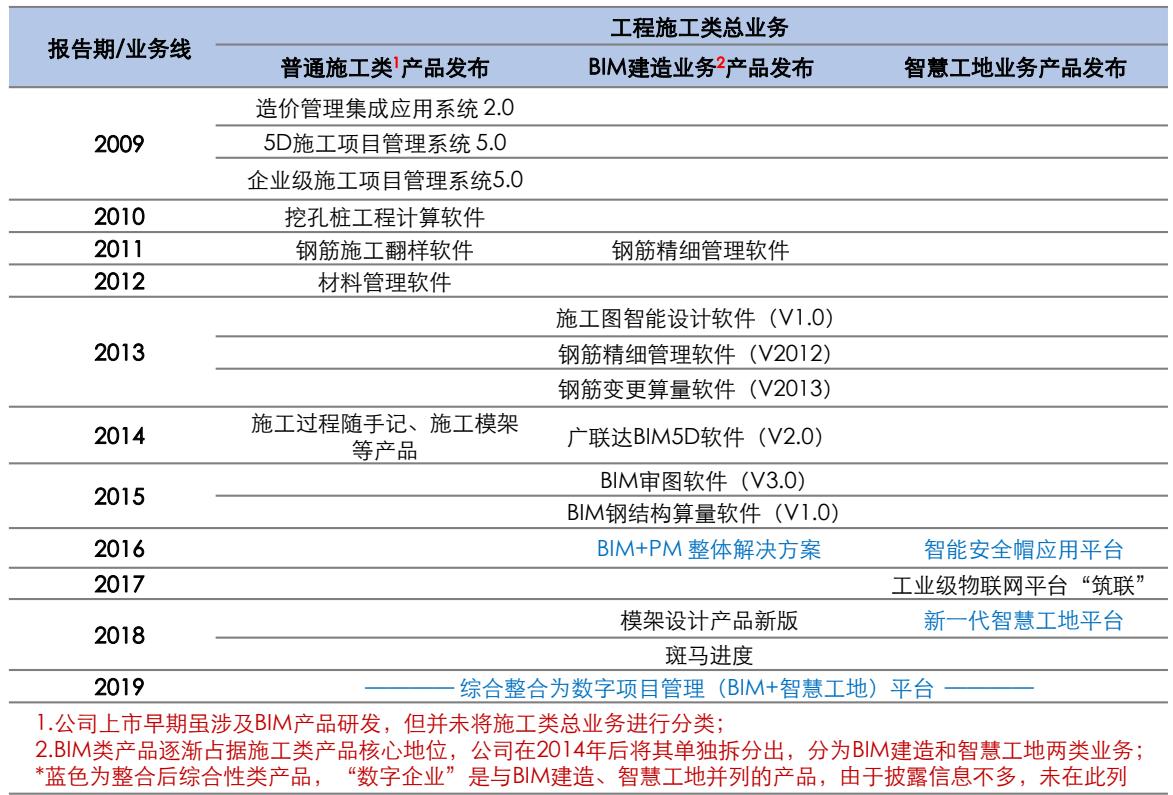 工程施工类总业务
报告期/业务线
普通施工类1产品发布 BIM建造业务2产品发布 智慧工地业务产品发布
造价管理集成应用系统 2.0
2009 5D施工项目管理系统 5.0
企业级施工项目管理系统5.0
2010 挖孔桩工程计算软件
2011 钢筋施工翻样软件 钢筋精细管理软件
2012 材料管理软件
施工图智能设计软件（V1.0）
2013 钢筋精细管理软件（V2012）
钢筋变更算量软件（V2013）
2014 施工过程随手记、施工模架
等产品 广联达BIM5D软件（V2.0）
BIM审图软件（V3.0）
2015
BIM钢结构算量软件（V1.0）
2016 BIM+PM 整体解决方案 智能安全帽应用平台
2017 工业级物联网平台“筑联”
模架设计产品新版 新一代智慧工地平台
2018
斑马进度
2019 综合整合为数字项目管理（BIM+智慧工地）平台
1.公司上市早期虽涉及BIM产品研发，但并未将施工类总业务进行分类；
2.BIM类产品逐渐占据施工类产品核心地位，公司在2014年后将其单独拆分出，分为BIM建造和智慧工地两类业务；
*蓝色为整合后综合性类产品，“数字企业”是与BIM建造、智慧工地并列的产品，由于披露信息不多，未在此列